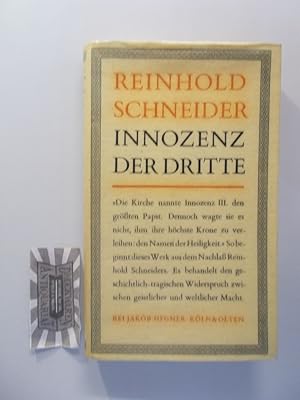 REINHOLD
SCHNEIDER
INNOZENZ
DER DRITTE
»Die Kirche nannte Innozenz III. den
größten Papst. Dennoch wagte sie es
nicht, ihm ihre höchste Krone zu ver-
leihen: den Namen der Heiligkeit.« So be-
ginnt dieses Werk aus dem Nachlaß Rein-
hold Schneiders. Es behandelt den ge-
schichtlich-tragischen Widerspruch zwi-
schen geistlicher und weltlicher Macht.
BEI JAKOB HEGNER KÖLN & OLTEN